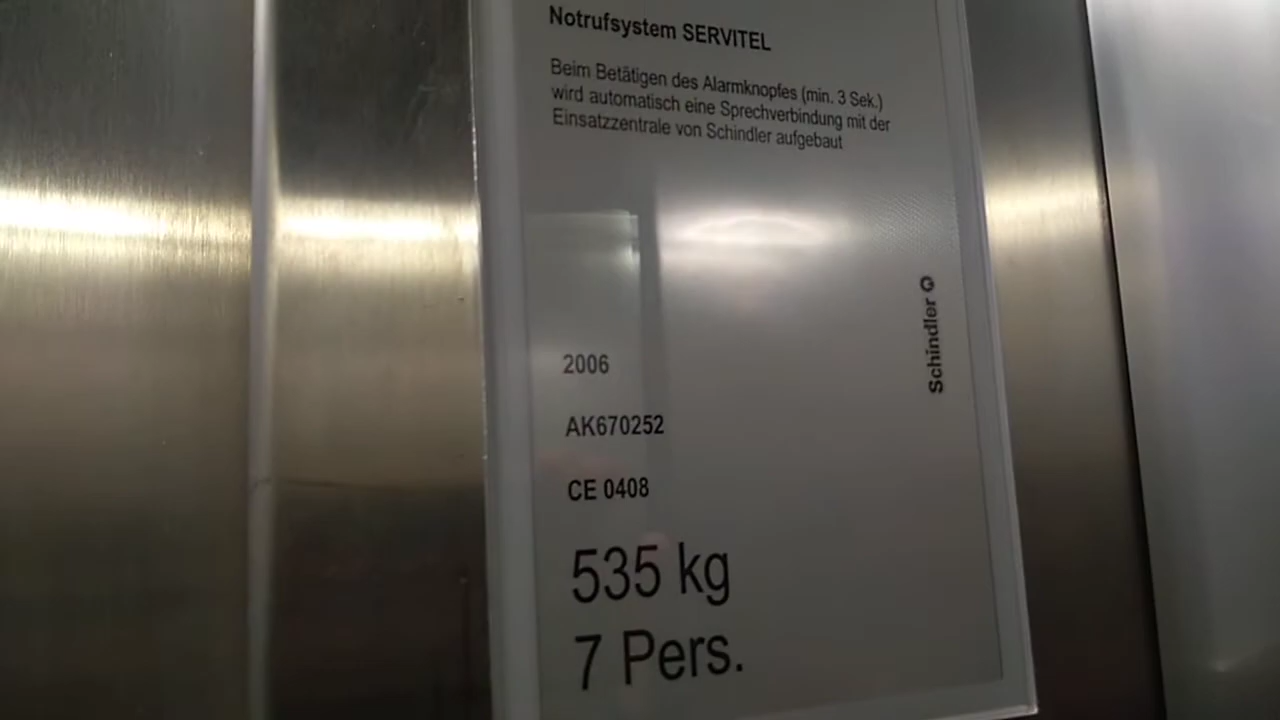 Notrufsystem SERVITEL
Beim Betätigen des Alarmknopfes (min. 3 Sek.)
wird automatisch eine Sprechverbindung mit der
Einsatzzentrale von Schindler aufgebaut
Schindler
2006
AK670252
CE 0408
535 kg
7 Pers.